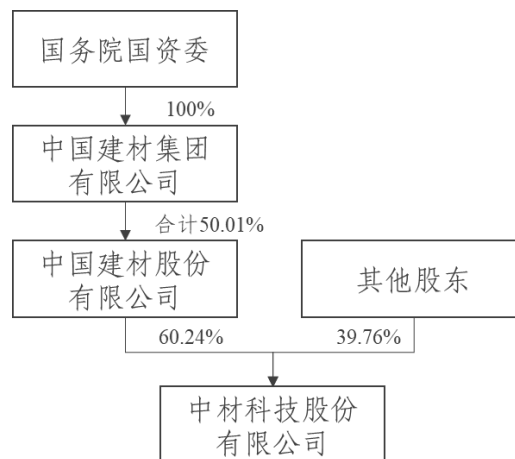 国务院国资委
100%
中国建材集团
有限公司
合计50.01%
中国建材股份
有限公司
其他股东
60.24%
39.76%
中材科技股份
有限公司